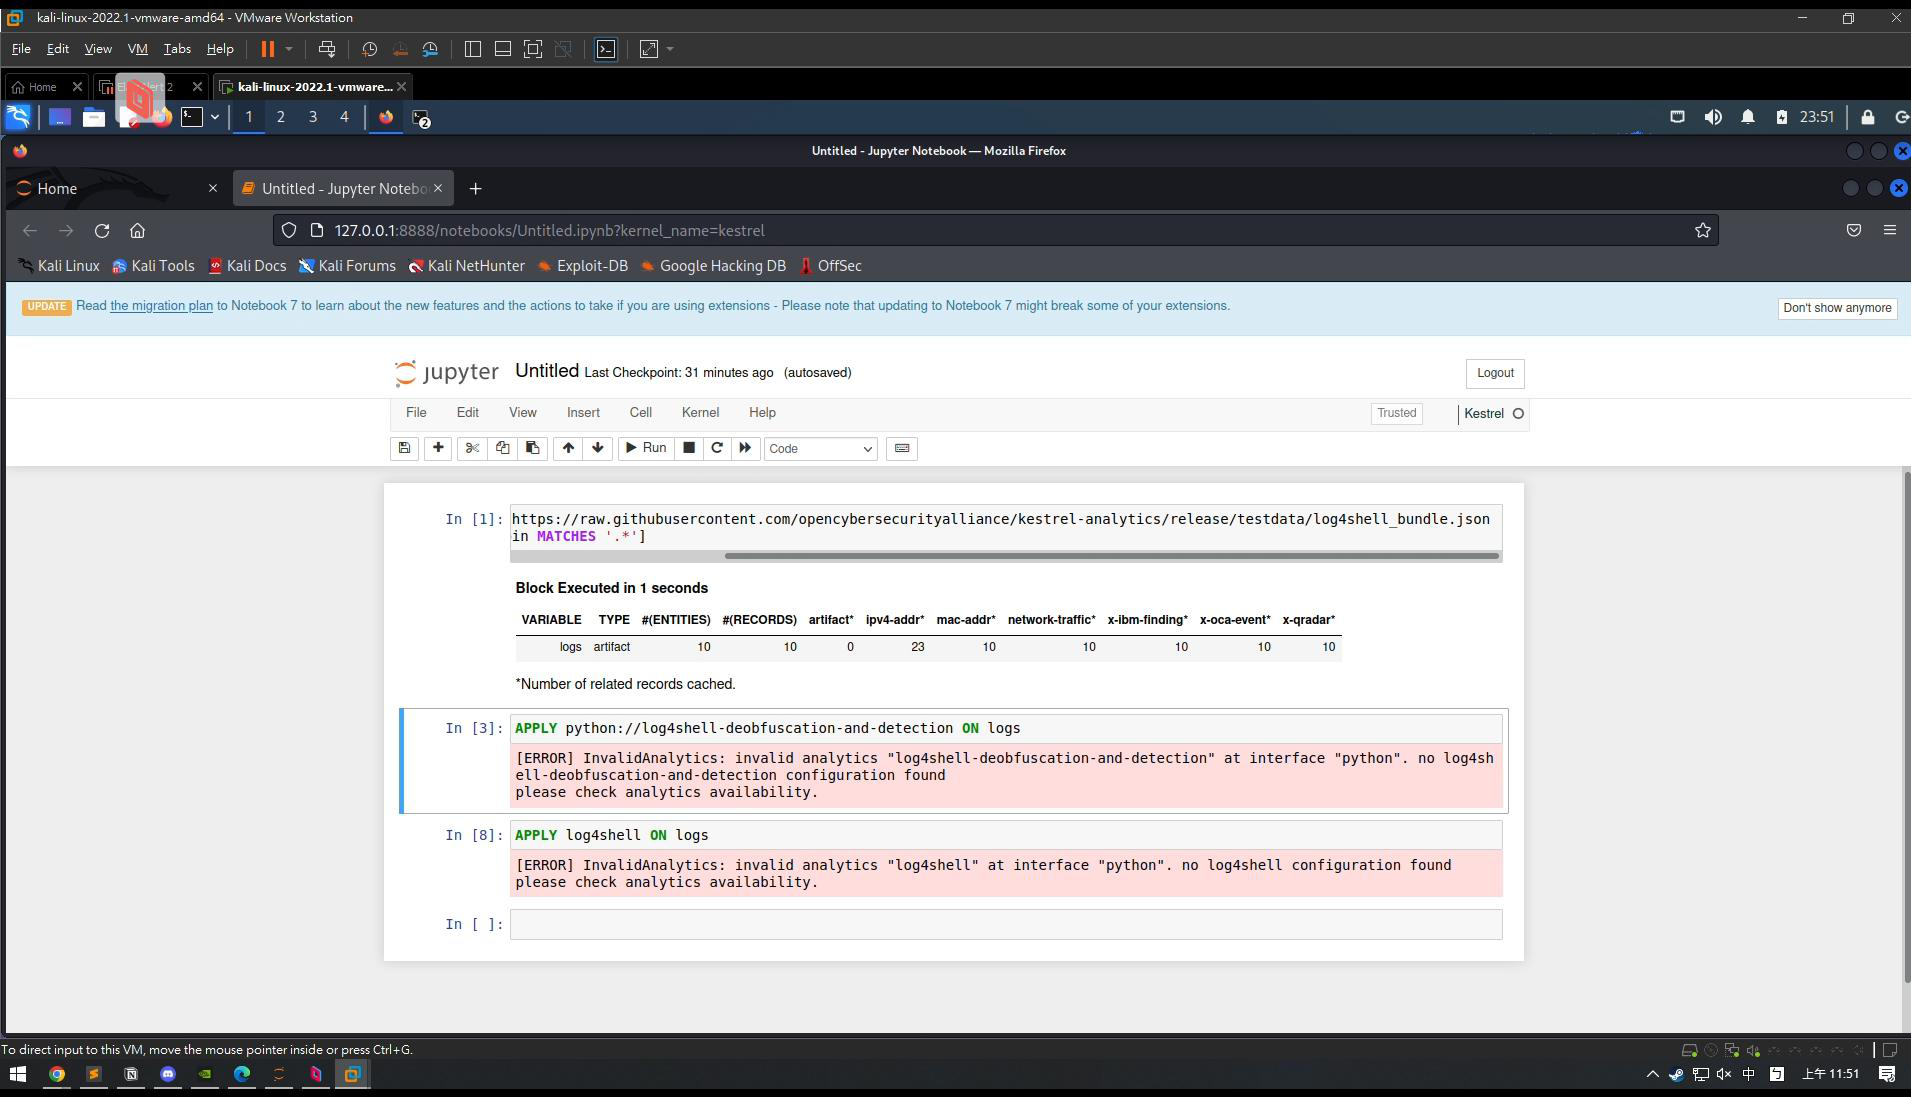 kali-linux-2022.1-vmware-amd64 - VMware Workstation
File Edit View VM Tabs Help
Home
2
kali-linux-2022.1-vmware...
1 2 3 4
2
23:51
Untitled - Jupyter Notebook — Mozilla Firefox
Home
Untitled - Jupyter Notebo
127.0.0.1:8888/notebooks/Untitled.ipynb?kernel_name=kestrel
Kali Linux Kali Tools Kali Docs Kali Forums Kali NetHunter Exploit-DB Google Hacking DB OffSec
UPDATE Read the migration plan to Notebook 7 to learn about the new features and the actions to take if you are using extensions - Please note that updating to Notebook 7 might break some of your extensions.
Don't show anymore
jupyter Untitled Last Checkpoint: 31 minutes ago (autosaved)
Logout
File Edit View Insert Cell Kernel Help
Trusted
Kestrel
Run
Code
In [1]: https://raw.githubusercontent.com/opencybersecurityalliance/kestrel-analytics/release/testdata/log4shell_bundle.json
in MATCHES '.*']
Block Executed in 1 seconds
VARIABLE TYPE #(ENTITIES) #(RECORDS) artifact* ipv4-addr* mac-addr* network-traffic* x-ibm-finding* x-oca-event* x-qradar*
logs artifact 10 10 0 23 10 10 10 10 10
*Number of related records cached.
In [3]: APPLY python://log4shell-deobfuscation-and-detection ON logs
[ERROR] InvalidAnalytics: invalid analytics "log4shell-deobfuscation-and-detection" at interface "python". no log4sh
ell-deobfuscation-and-detection configuration found
please check analytics availability.
In [8]: APPLY log4shell ON logs
[ERROR] InvalidAnalytics: invalid analytics "log4shell" at interface "python". no log4shell configuration found
please check analytics availability.
In [ ]:
To direct input to this VM, move the mouse pointer inside or press Ctrl+G.
中
ㄅ
上午 11:51